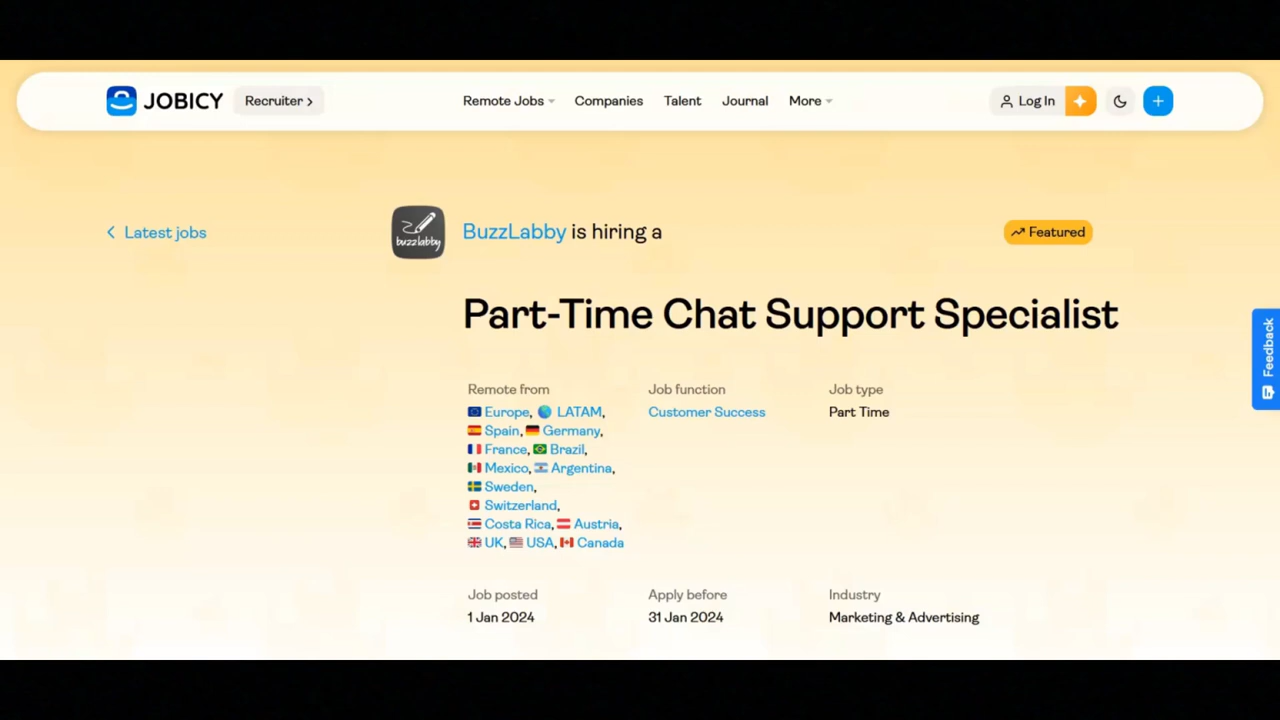 JOBICY Recruiter > Remote Jobs Companies Talent Journal More Log In
< Latest jobs
buzzlabby
BuzzLabby is hiring a
Featured
Part-Time Chat Support Specialist
Feedback
Remote from
Europe, LATAM,
Spain, Germany,
France, Brazil,
Mexico, Argentina,
Sweden,
Switzerland,
Costa Rica, Austria,
UK, USA, Canada
Job function
Customer Success
Job type
Part Time
Job posted
1 Jan 2024
Apply before
31 Jan 2024
Industry
Marketing & Advertising